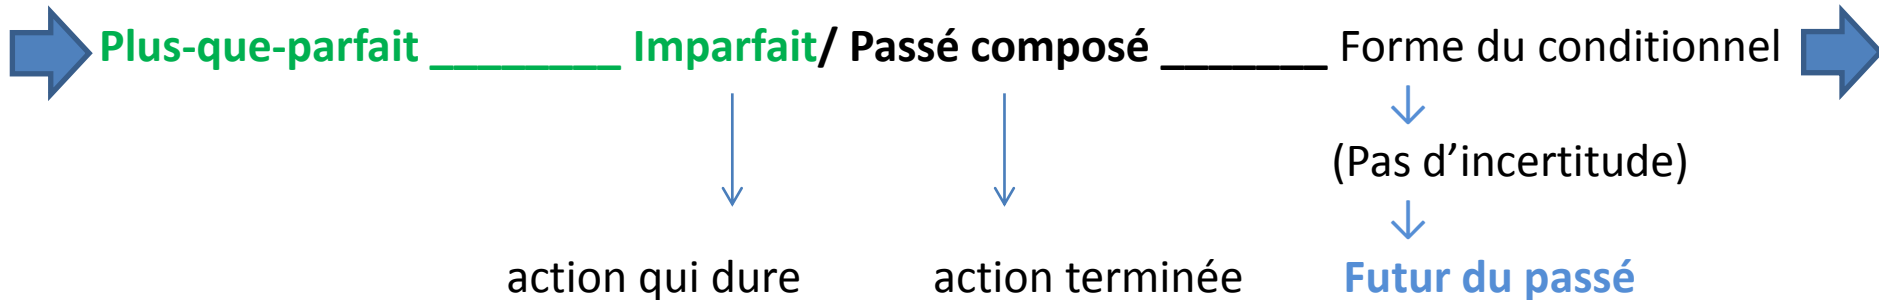 Plus-que-parfait ________ Imparfait/ Passé composé _______ Forme du conditionnel
(Pas d’incertitude)
action qui dure action terminée Futur du passé